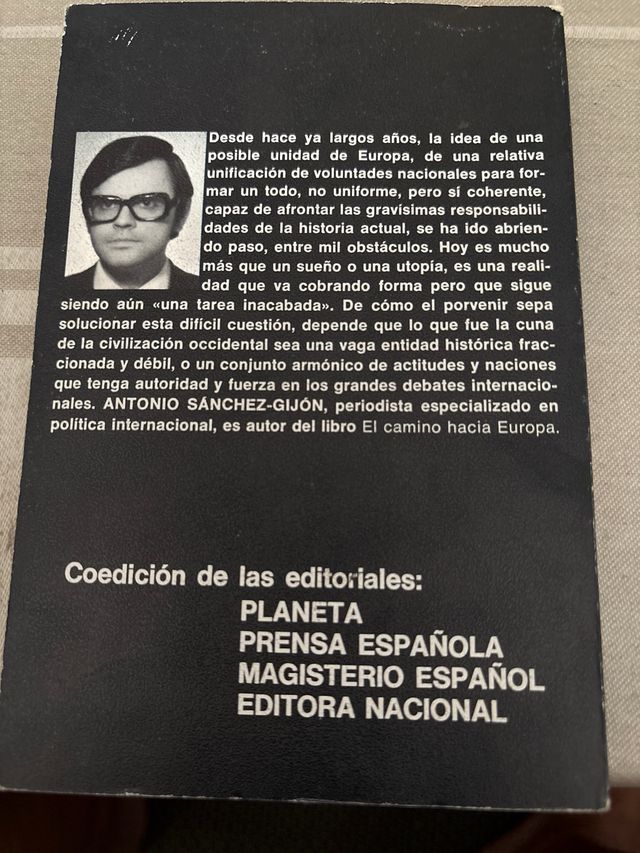 Desde hace ya largos años, la idea de una
posible unidad de Europa, de una relativa
unificación de voluntades nacionales para for-
mar un todo, no uniforme, pero sí coherente,
capaz de afrontar las gravísimas responsabili-
dades de la historia actual, se ha ido abrien-
do paso, entre mil obstáculos. Hoy es mucho
más que un sueño o una utopía, es una reali-
dad que va cobrando forma pero que sigue
siendo aún «una tarea inacabada». De cómo el porvenir sepa
solucionar esta difícil cuestión, depende que lo que fue la cuna
de la civilización occidental sea una vaga entidad histórica frac-
cionada y débil, o un conjunto armónico de actitudes y naciones
que tenga autoridad y fuerza en los grandes debates internacio-
nales. ANTONIO SÁNCHEZ-GIJÓN, periodista especializado en
política internacional, es autor del libro El camino hacia Europa.
Coedición de las editoriales:
PLANETA
PRENSA ESPAÑOLA
MAGISTERIO ESPAÑOL
EDITORA NACIONAL